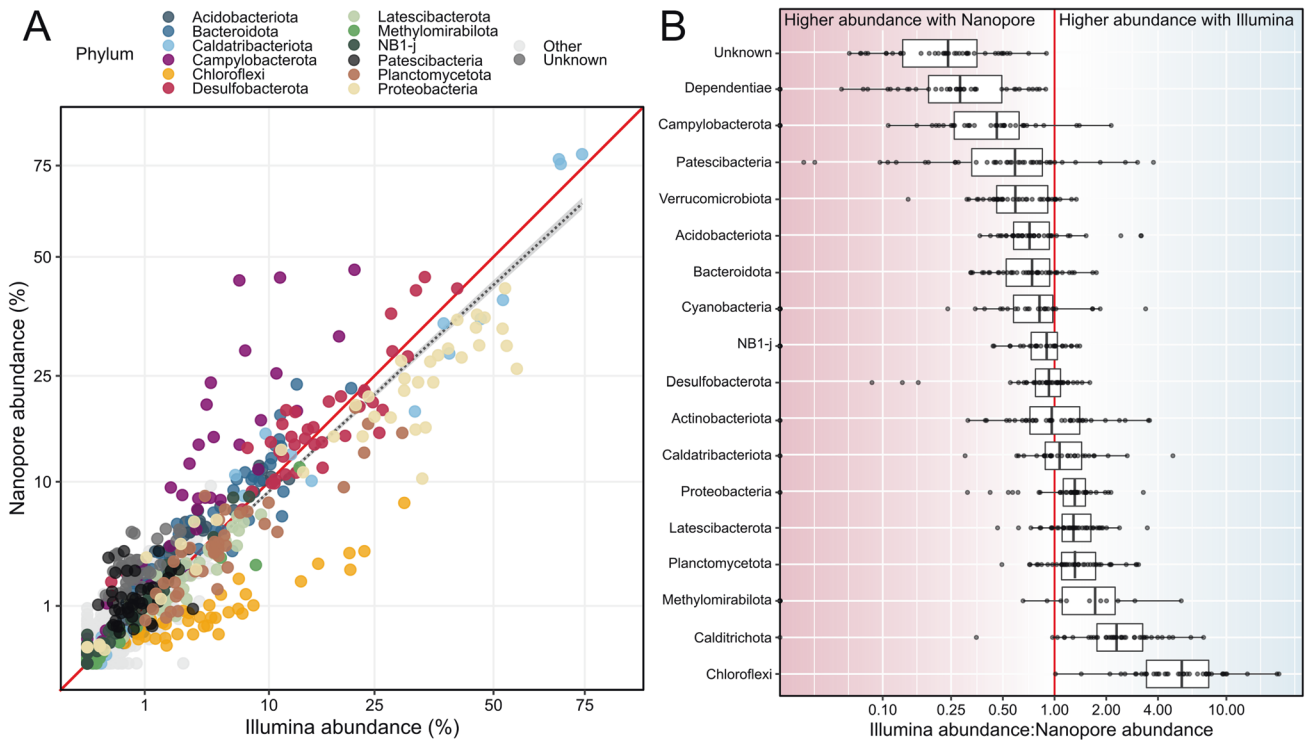 A
Phylum
Acidobacteriota
Bacteroidota
Caldatribacteriota
Campylobacterota
Chloroflexi
Desulfobacterota
Latescibacterota
Methylomirabilota
NB1-j
Patescibacteria
Planctomycetota
Proteobacteria
Other
Unknown
Nanopore abundance (%)
75
50
25
10
1
1
10
25
50
75
Illumina abundance (%)
B
Higher abundance with Nanopore
Higher abundance with Illumina
Unknown
Dependentiae
Campylobacterota
Patescibacteria
Verrucomicrobiota
Acidobacteriota
Bacteroidota
Cyanobacteria
NB1-j
Desulfobacterota
Actinobacteriota
Caldatribacteriota
Proteobacteria
Latescibacterota
Planctomycetota
Methylomirabilota
Calditrichota
Chloroflexi
0.10
0.25
0.50
1.00
2.00
4.00
10.00
Illumina abundance:Nanopore abundance